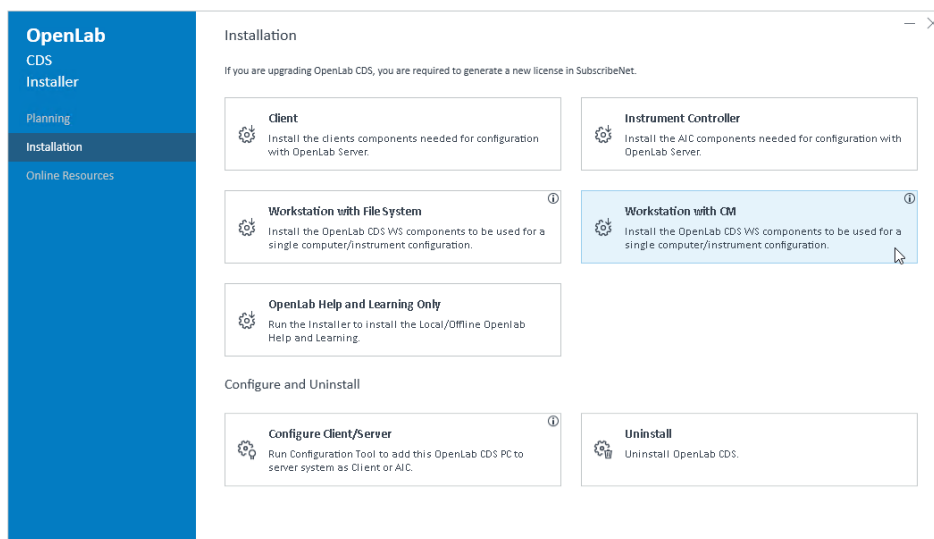 OpenLab
CDS
Installer
Planning
Installation
Online Resources
Installation
If you are upgrading OpenLab CDS, you are required to generate a new license in SubscribeNet.
Client
Install the clients components needed for configuration
with OpenLab Server.
Instrument Controller
Install the AIC components needed for configuration with
OpenLab Server.
Workstation with File System
Install the OpenLab CDS WS components to be used for a
single computer/instrument configuration.
Workstation with CM
Install the OpenLab CDS WS components to be used for a
single computer/instrument configuration.
OpenLab Help and Learning Only
Run the Installer to install the Local/Offline Openlab
Help and Learning.
Configure and Uninstall
Configure Client/Server
Run Configuration Tool to add this OpenLab CDS PC to
server system as Client or AIC.
Uninstall
Uninstall OpenLab CDS.